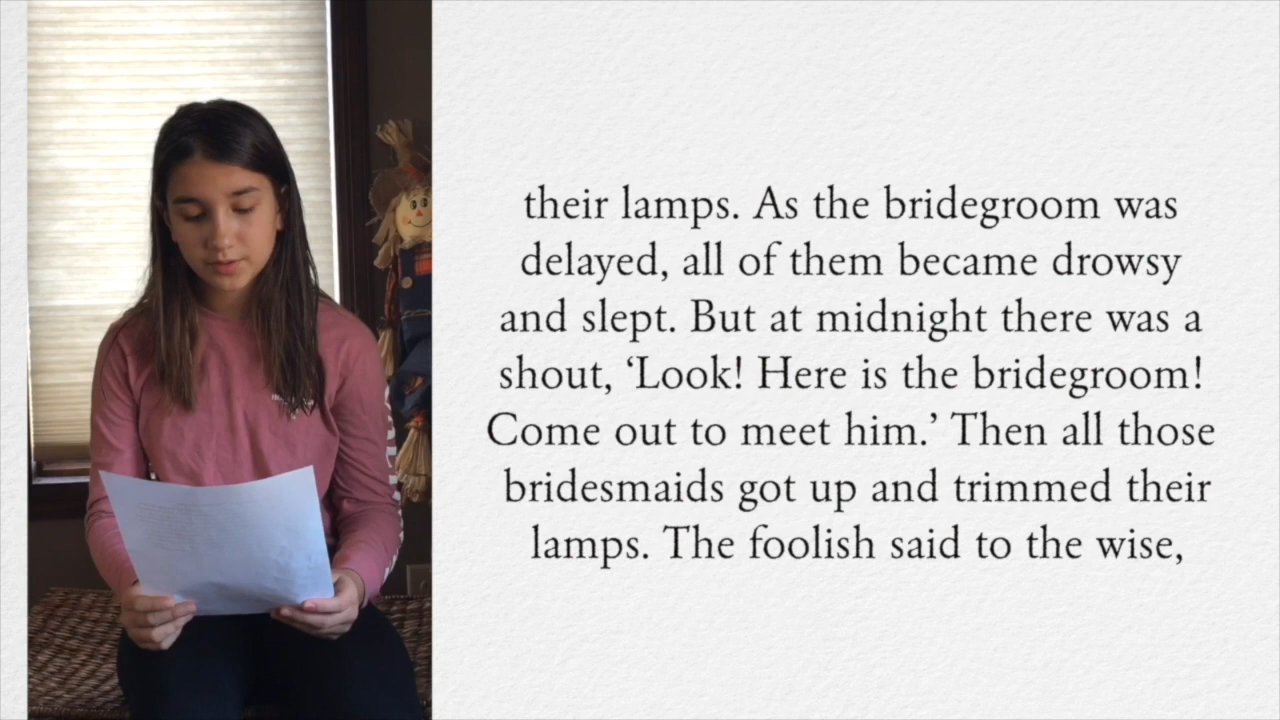 their lamps. As the bridegroom was
delayed, all of them became drowsy
and slept. But at midnight there was a
shout, ‘Look! Here is the bridegroom!
Come out to meet him.’ Then all those
bridesmaids got up and trimmed their
lamps. The foolish said to the wise,